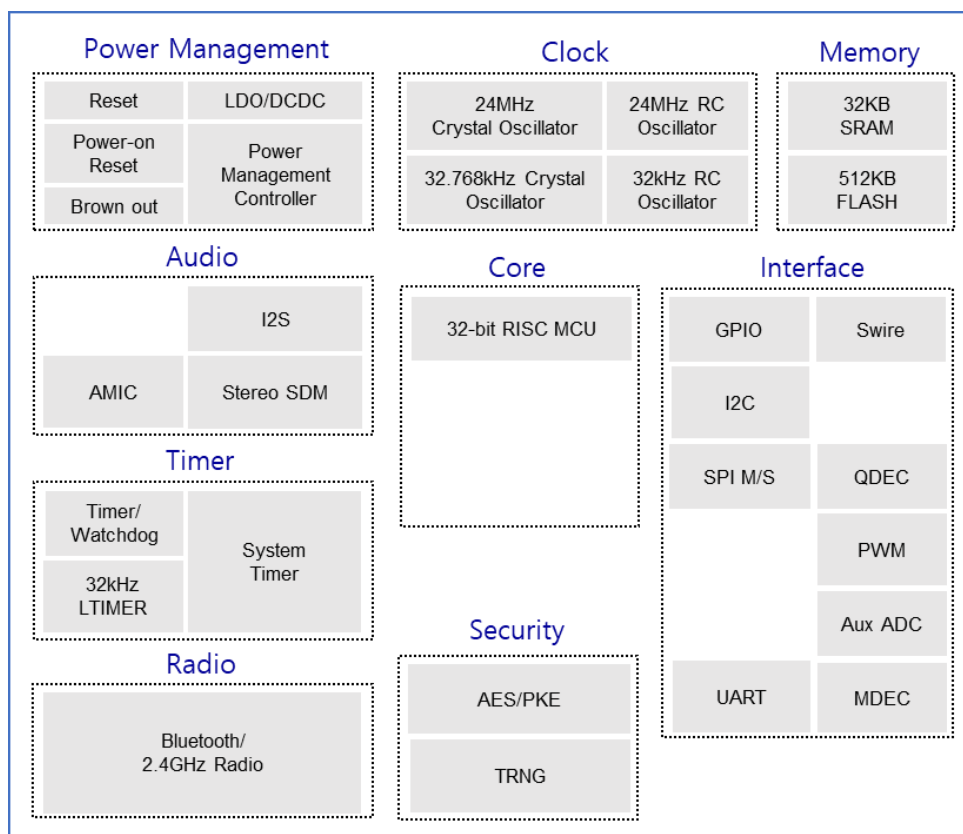 Power Management
Reset
LDO/DCDC
Power-on
Reset
Power
Management
Controller
Brown out
Clock
24MHz
Crystal Oscillator
24MHz RC
Oscillator
32.768kHz Crystal
Oscillator
32kHz RC
Oscillator
Memory
32KB
SRAM
512KB
FLASH
Audio
I2S
AMIC
Stereo SDM
Core
32-bit RISC MCU
Interface
GPIO
Swire
I2C
SPI M/S
QDEC
PWM
Aux ADC
UART
MDEC
Timer
Timer/
Watchdog
System
Timer
32kHz
LTIMER
Security
AES/PKE
TRNG
Radio
Bluetooth/
2.4GHz Radio